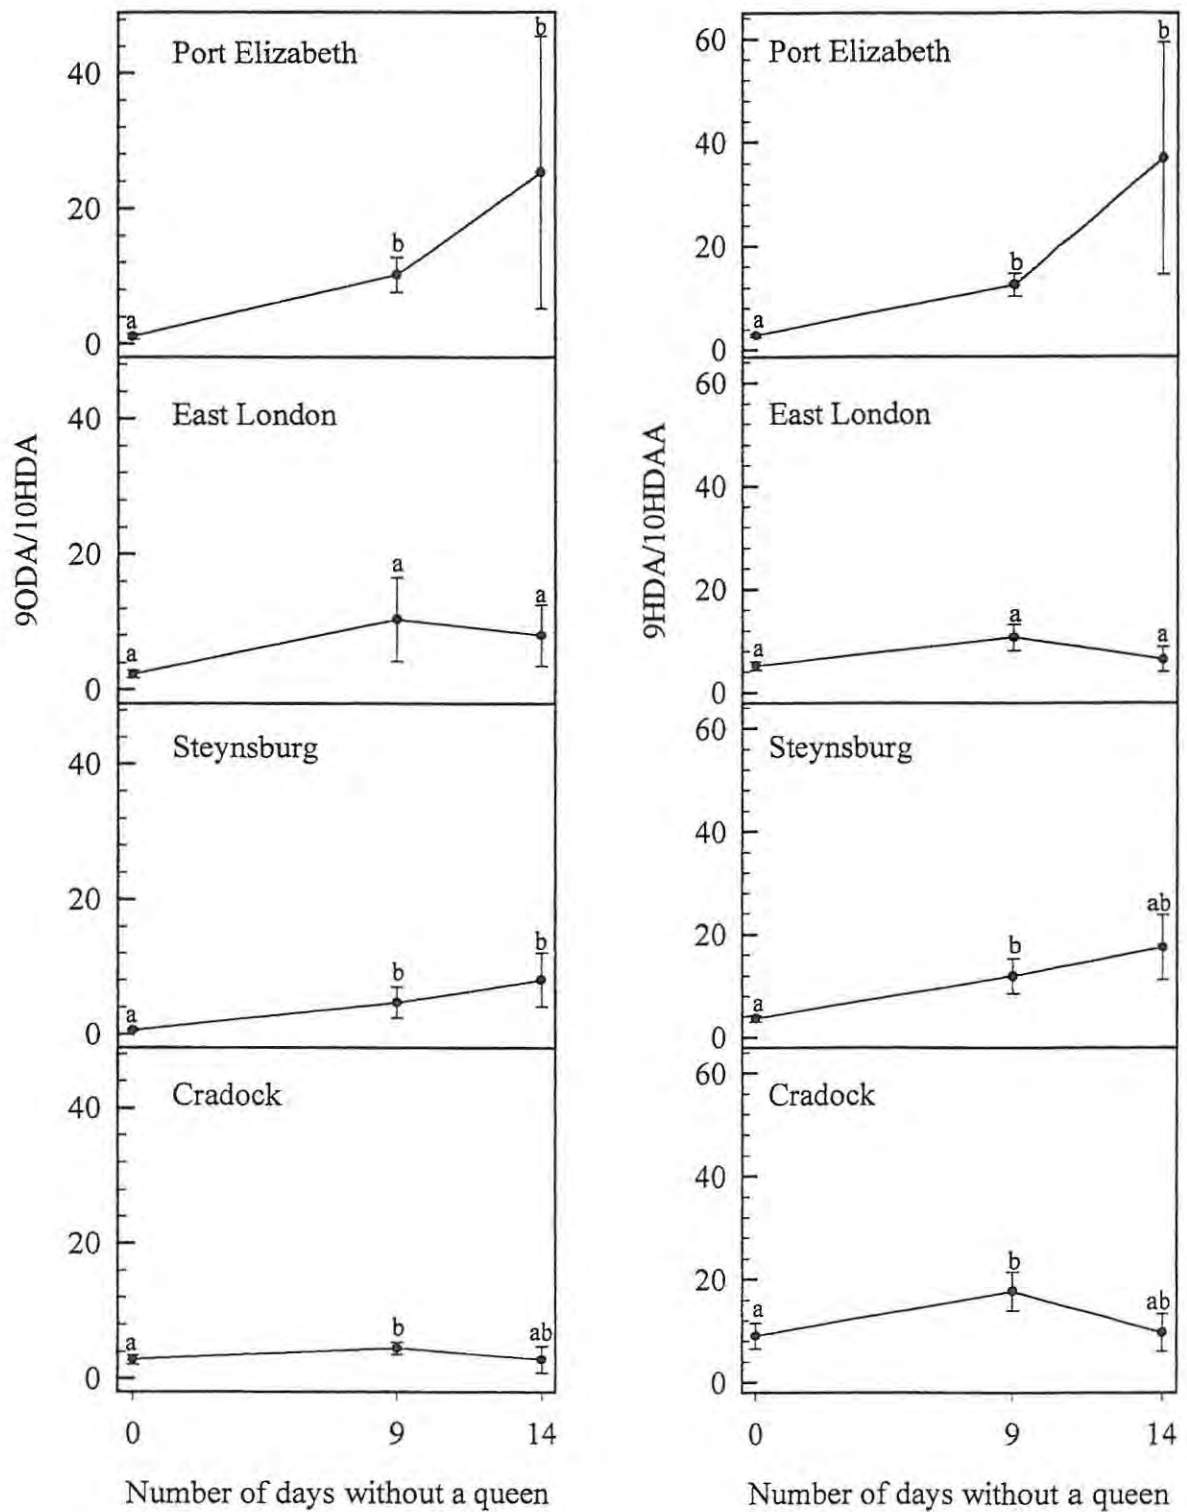 9ODA/10HDA
Port Elizabeth
40
20
0
a
b
b
East London
40
20
0
a
a
a
Steynsburg
40
20
0
a
b
b
Cradock
40
20
0
a
b
ab
0 9 14
Number of days without a queen
9HDA/10HDAA
Port Elizabeth
60
40
20
0
a
b
b
East London
60
40
20
0
a
a
a
Steynsburg
60
40
20
0
a
b
ab
Cradock
60
40
20
0
a
b
ab
0 9 14
Number of days without a queen